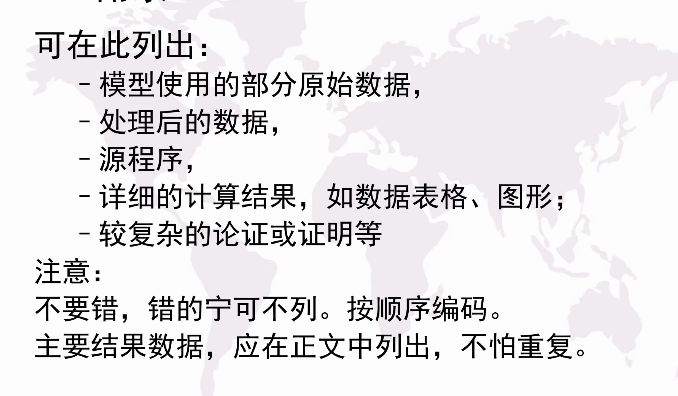 可在此列出：
– 模型使用的部分原始数据，
– 处理后的数据，
– 源程序，
– 详细的计算结果，如数据表格、图形；
– 较复杂的论证或证明等
注意：
不要错，错的宁可不列。按顺序编码。
主要结果数据，应在正文中列出，不怕重复。